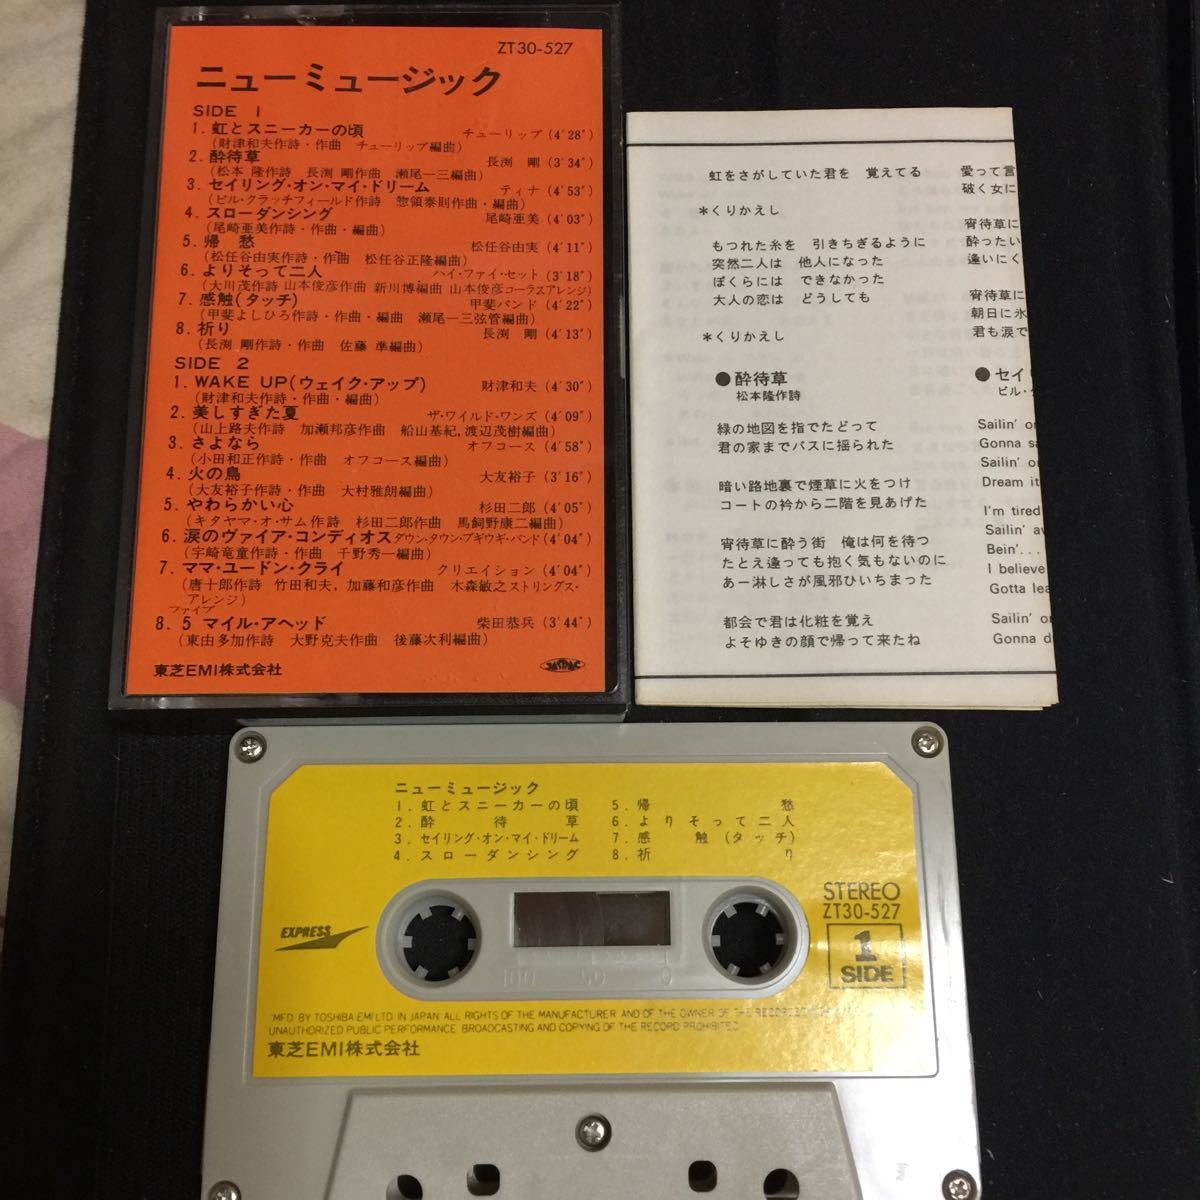 ZT30-527
ニューミュージック
SIDE 1
1. 虹とスニーカーの頃 チューリップ (4'28")
(財津和夫作詩・作曲 チューリップ編曲)
2. 酔待草 長渕 剛 (3'34")
(松本 隆作詩 長渕 剛作曲 瀬尾一三編曲)
3. セイリング・オン・マイ・ドリーム ティナ (4'53")
(ビル・クラッチフィールド作詩 惣領泰則作曲・編曲)
4. スローダンシング 尾崎亜美 (4'03")
(尾崎亜美作詩・作曲・編曲)
5. 帰 愁 松任谷由実 (4'11")
(松任谷由実作詩・作曲 松任谷正隆編曲)
6. よりそって二人 ハイ・ファイ・セット (3'18")
(大川茂作詩 山本俊彦作曲 新川博編曲 山本俊彦コーラスアレンジ)
7. 感触(タッチ) 甲斐バンド (4'22")
(甲斐よしひろ作詩・作曲・編曲 瀬尾一三弦管編曲)
8. 祈り 長渕 剛 (4'13")
(長渕 剛作詩・作曲 佐藤 準編曲)
SIDE 2
1. WAKE UP(ウェイク・アップ) 財津和夫 (4'30")
(財津和夫作詩・作曲・編曲)
2. 美しすぎた夏 ザ・ワイルド・ワンズ (4'09")
(山上路夫作詩 加瀬邦彦作曲 船山基紀,渡辺茂樹編曲)
3. さよなら オフコース (4'58")
(小田和正作詩・作曲 オフコース編曲)
4. 火の鳥 大友裕子 (3'16")
(大友裕子作詩・作曲 大村雅朗編曲)
5. やわらかい心 杉田二郎 (4'05")
(キタヤマ・オ・サム作詩 杉田二郎作曲 馬飼野康二編曲)
6. 涙のヴァイア・コンディオス ダウン・タウン・ブギウギ・バンド (4'04")
(宇崎竜童作詩・作曲 千野秀一編曲)
7. ママ・ユードン・クライ クリエイション (4'04")
(唐十郎作詩 竹田和夫,加藤和彦作曲 木森敏之ストリングス・
アレンジ)
ファイブ
8. 5 マイル・アヘッド 柴田恭兵 (3'44")
(東由多加作詩 大野克夫作曲 後藤次利編曲)
東芝EMI株式会社
JASRAC
虹をさがしていた君を 覚えてる
*くりかえし
もつれた糸を 引きちぎるように
突然二人は 他人になった
ぼくらには できなかった
大人の恋は どうしても
*くりかえし
●酔待草
松本隆作詩
緑の地図を指でたどって
君の家までバスに揺られた
暗い路地裏で煙草に火をつけ
コートの衿から二階を見あげた
宵待草に酔う街 俺は何を待つ
たとえ逢っても抱く気もないのに
あー淋しさが風邪ひいちまった
都会で君は化粧を覚え
よそゆきの顔で帰って来たね
愛って言
破く女に
宵待草に
酔ったい
逢いにく
宵待草に
朝日に氷
君も涙で
●セイリ
ビル・ク
Sailin' on
Gonna sa
Sailin' on
Dream it
I'm tired
Sailin' av
Bein'...
I believe
Gotta lea
Sailin' on
Gonna d
ニューミュージック
1. 虹とスニーカーの頃
2. 酔待草
3. セイリング・オン・マイ・ドリーム
4. スローダンシング
5. 帰愁
6. よりそって二人
7. 感触(タッチ)
8. 祈り
EXPRESS
STEREO
ZT30-527
1
SIDE
100 50 0
MFD. BY TOSHIBA EMI LTD. IN JAPAN. ALL RIGHTS OF THE MANUFACTURER AND OF THE OWNER OF THE RECORDED
UNAUTHORIZED PUBLIC PERFORMANCE BROADCASTING AND COPYING OF THE RECORD PROHIBITED
東芝EMI株式会社